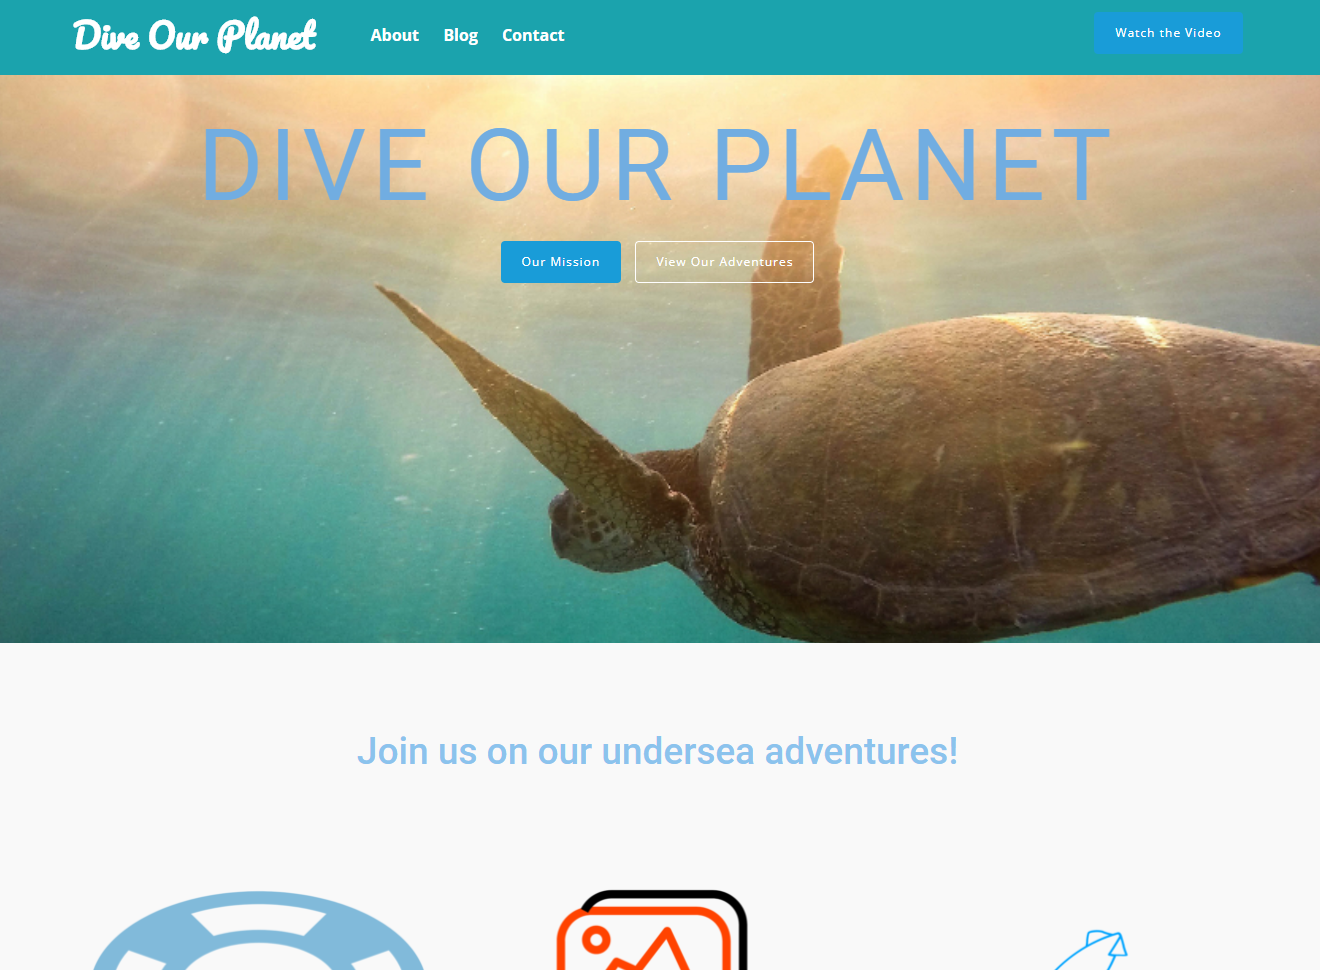 Dive Our Planet
About Blog Contact
Watch the Video
DIVE OUR PLANET
Our Mission
View Our Adventures
Join us on our undersea adventures!